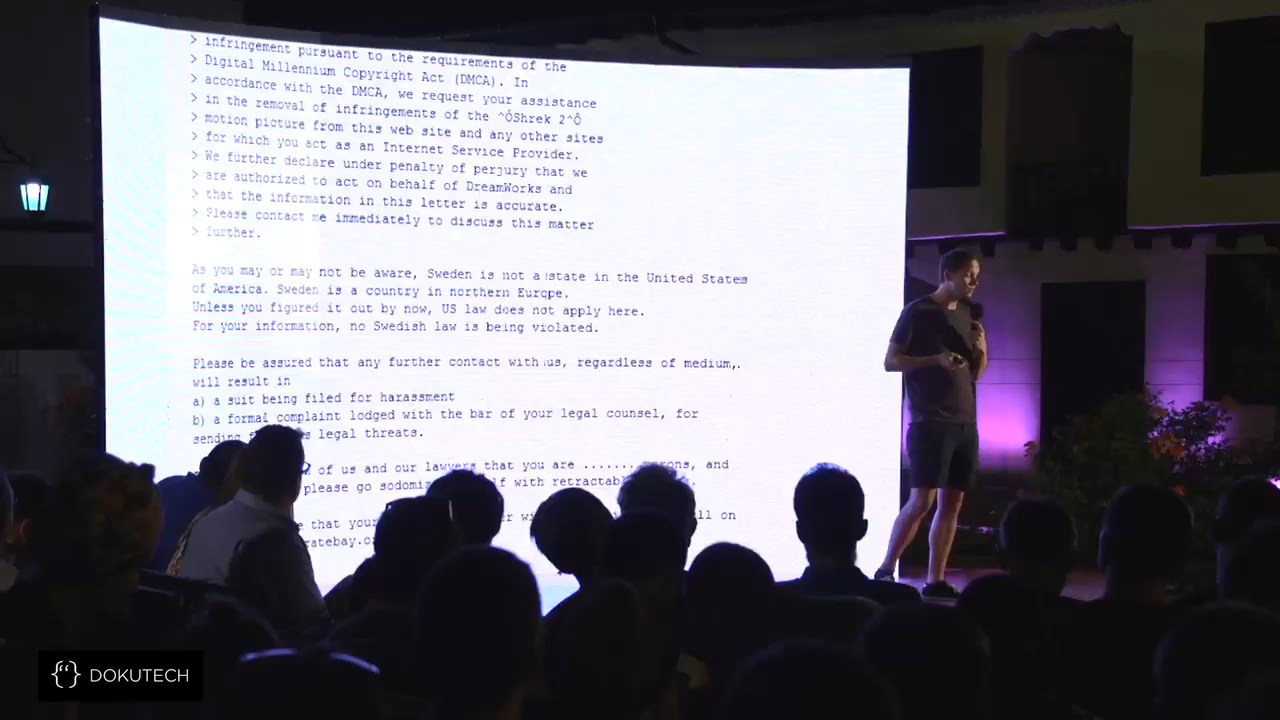 > infringement pursuant to the requirements of the
> Digital Millennium Copyright Act (DMCA). In
> accordance with the DMCA, we request your assistance
> in the removal of infringements of the ^ÓShrek 2^Ô
> motion picture from this web site and any other sites
> for which you act as an Internet Service Provider.
> We further declare under penalty of perjury that we
> are authorized to act on behalf of DreamWorks and
> that the information in this letter is accurate.
> Please contact me immediately to discuss this matter
> further.
As you may or may not be aware, Sweden is not a state in the United States
of America. Sweden is a country in northern Europe.
Unless you figured it out by now, US law does not apply here.
For your information, no Swedish law is being violated.
Please be assured that any further contact with us, regardless of medium,
will result in
a) a suit being filed for harassment
b) a formal complaint lodged with the bar of your legal counsel, for
sending legal threats.
of us and our lawyers that you are ....... and
please go with
that your on
DOKUTECH